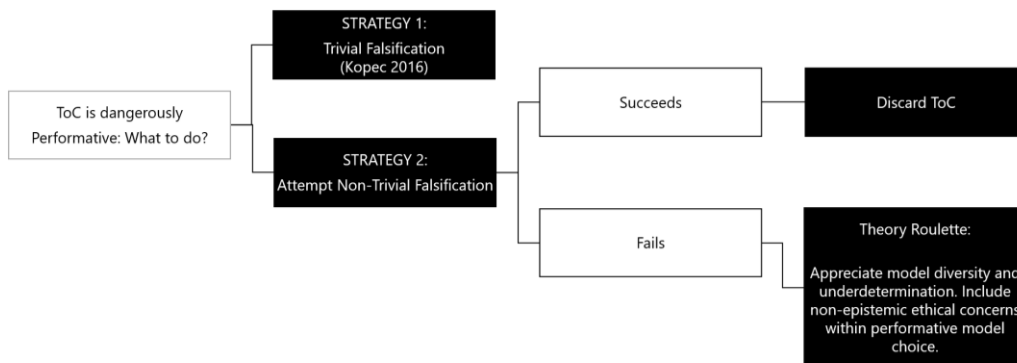 STRATEGY 1:
Trivial Falsification
(Kopec 2016)
ToC is dangerously
Performative: What to do?
STRATEGY 2:
Attempt Non-Trivial Falsification
Succeeds
Discard ToC
Fails
Theory Roulette:
Appreciate model diversity and
underdetermination. Include
non-epistemic ethical concerns
within performative model
choice.